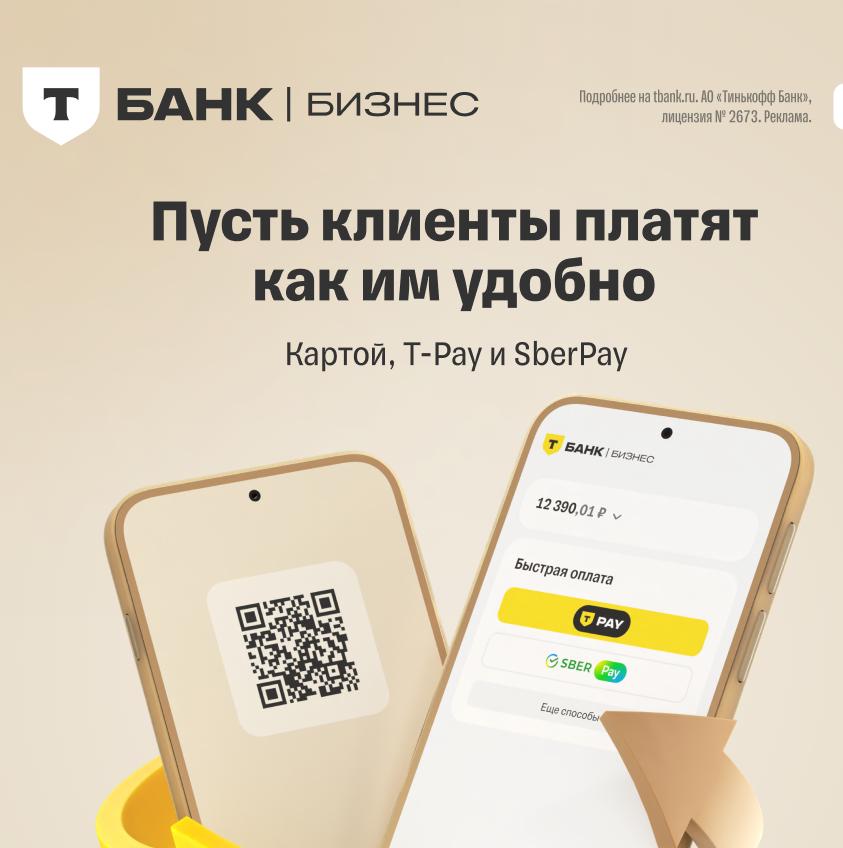 Т БАНК | БИЗНЕС
Подробнее на tbank.ru. АО «Тинькофф Банк»,
лицензия № 2673. Реклама.
Пусть клиенты платят
как им удобно
Картой, T-Pay и SberPay
Т БАНК | БИЗНЕС
12 390,01 ₽
Быстрая оплата
Т PAY
SBER Pay
Еще способы